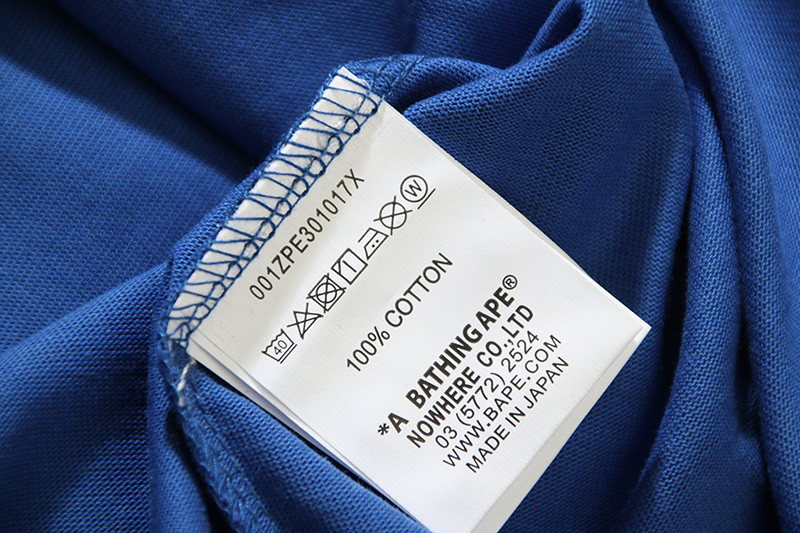 001ZPE301017X
40 W
100% COTTON
*A BATHING APE®
NOWHERE CO.,LTD
03 (5772) 2524
WWW.BAPE.COM
MADE IN JAPAN